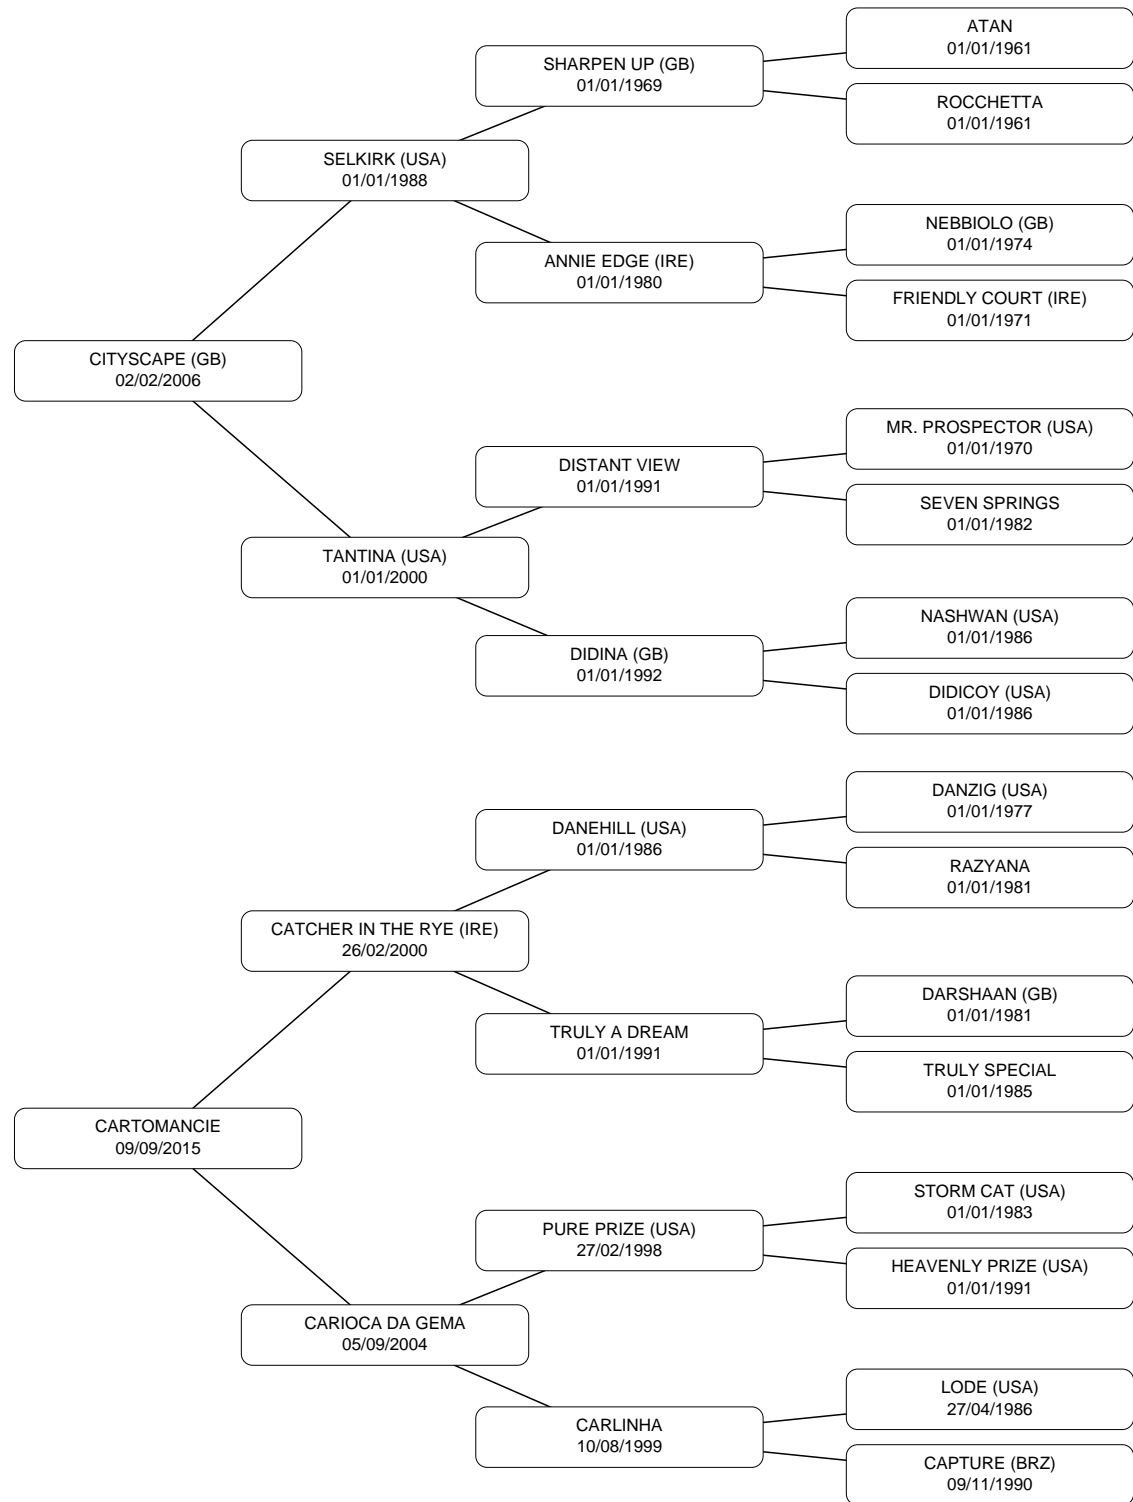 ATAN
01/01/1961
SHARPEN UP (GB)
01/01/1969
ROCCHETTA
01/01/1961
SELKIRK (USA)
01/01/1988
NEBBIOLO (GB)
01/01/1974
ANNIE EDGE (IRE)
01/01/1980
FRIENDLY COURT (IRE)
01/01/1971
CITYSCAPE (GB)
02/02/2006
MR. PROSPECTOR (USA)
01/01/1970
DISTANT VIEW
01/01/1991
SEVEN SPRINGS
01/01/1982
TANTINA (USA)
01/01/2000
NASHWAN (USA)
01/01/1986
DIDINA (GB)
01/01/1992
DIDICOY (USA)
01/01/1986
DANZIG (USA)
01/01/1977
DANEHILL (USA)
01/01/1986
RAZYANA
01/01/1981
CATCHER IN THE RYE (IRE)
26/02/2000
DARSHAAN (GB)
01/01/1981
TRULY A DREAM
01/01/1991
TRULY SPECIAL
01/01/1985
CARTOMANCIE
09/09/2015
STORM CAT (USA)
01/01/1983
PURE PRIZE (USA)
27/02/1998
HEAVENLY PRIZE (USA)
01/01/1991
CARIOCA DA GEMA
05/09/2004
LODE (USA)
27/04/1986
CARLINHA
10/08/1999
CAPTURE (BRZ)
09/11/1990